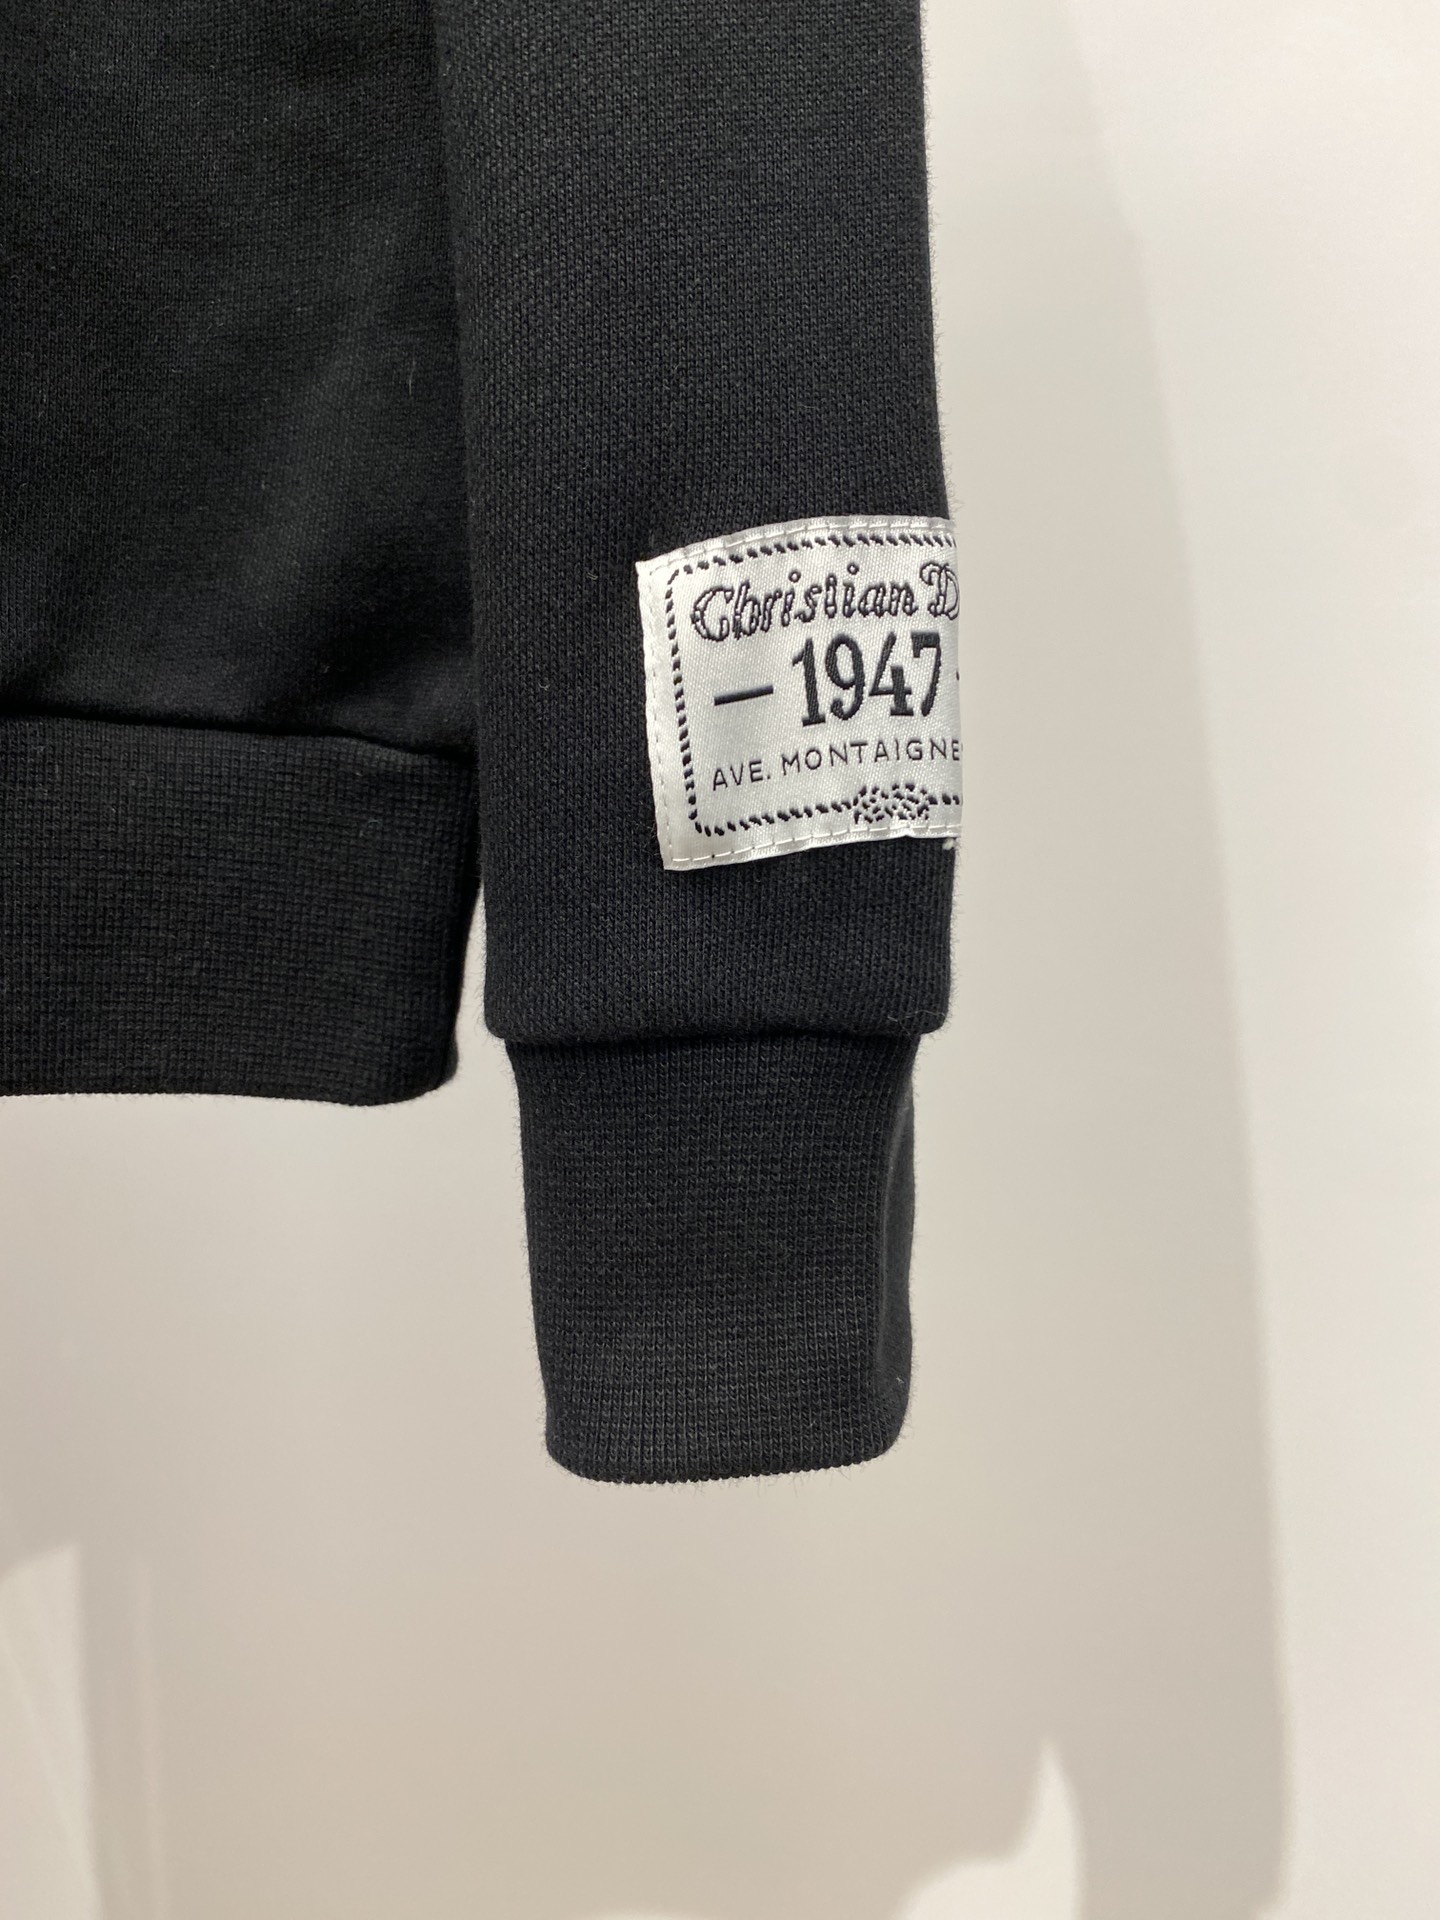 Christian D
— 1947 -
AVE. MONTAIGNE